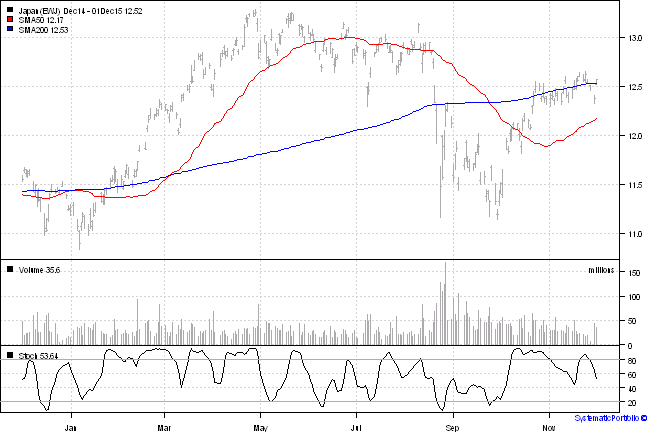 Japan (EWJ) Dec14 - 01Dec15 12.52
SMA50 12.17
SMA200 12.53
13.0
12.5
12.0
11.5
11.0
Volume 35.6
millions
150
100
50
0
Stoch 53.64
80
60
40
20
Jan
Mar
May
Jul
Sep
Nov
SystematicPortfolio ©